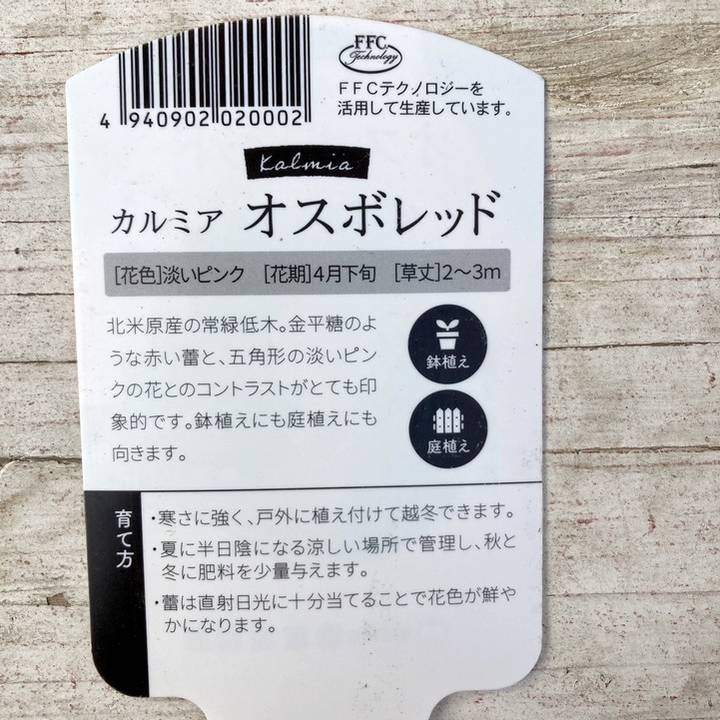 4 940902 020002
FFC
Technology
FFCテクノロジーを
活用して生産しています。
Kalmia
カルミア オスボレッド
[花色]淡いピンク [花期]4月下旬 [草丈]2～3m
北米原産の常緑低木。金平糖のよ
うな赤い蕾と、五角形の淡いピン
クの花とのコントラストがとても印
象的です。鉢植えにも庭植えにも
向きます。
鉢植え
庭植え
育て方
・寒さに強く、戸外に植え付けて越冬できます。
・夏に半日陰になる涼しい場所で管理し、秋と
冬に肥料を少量与えます。
・蕾は直射日光に十分当てることで花色が鮮や
かになります。